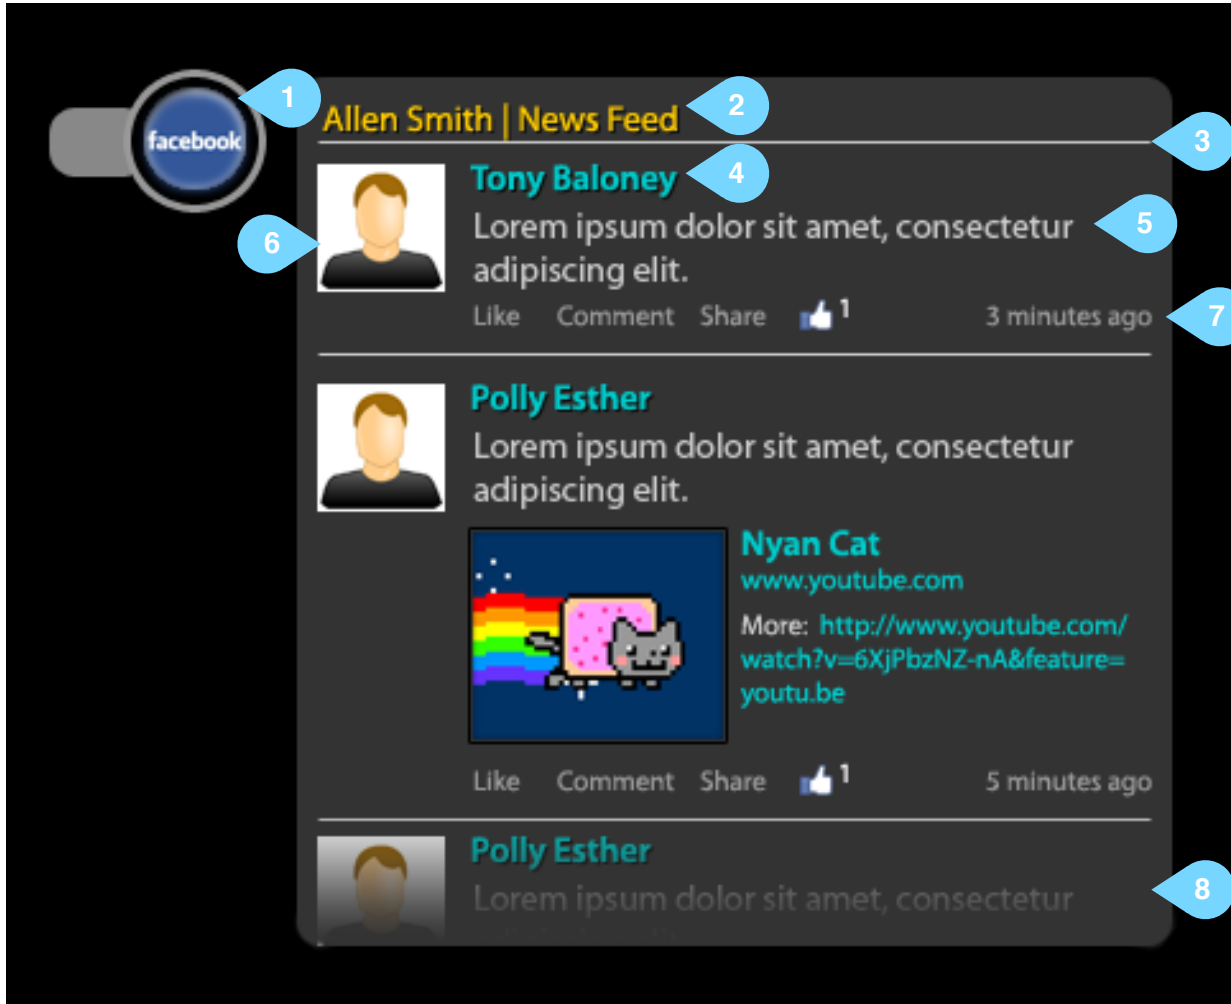 facebook
1
Allen Smith | News Feed
2
3
Tony Baloney
4
Lorem ipsum dolor sit amet, consectetur
5
adipiscing elit.
6
Like Comment Share 1 3 minutes ago
7
Polly Esther
Lorem ipsum dolor sit amet, consectetur
adipiscing elit.
Nyan Cat
www.youtube.com
More: http://www.youtube.com/
watch?v=6XjPbzNZ-nA&feature=
youtu.be
Like Comment Share 1 5 minutes ago
Polly Esther
Lorem ipsum dolor sit amet, consectetur
8